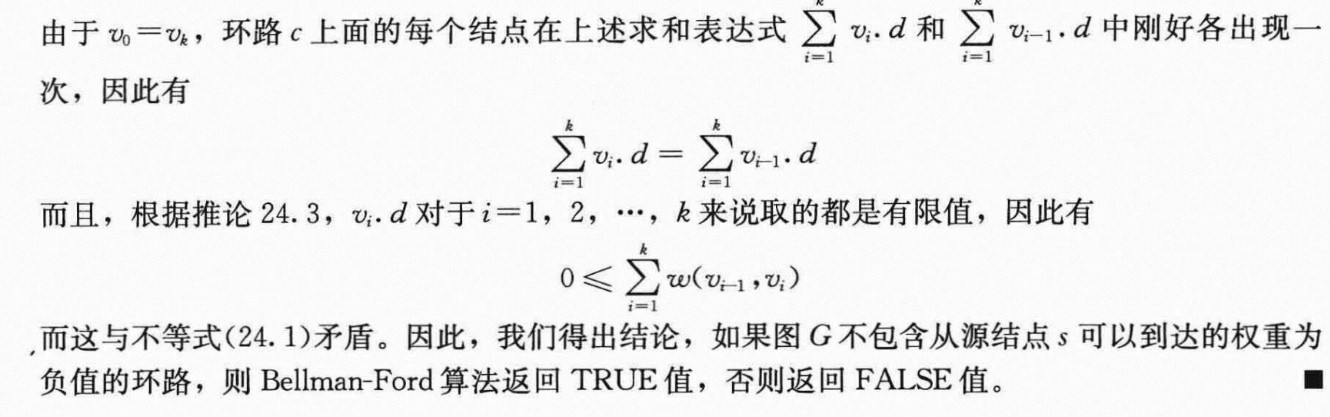 由于 v₀=vₖ，环路 c 上面的每个结点在上述求和表达式 $\sum_{i=1}^{k} v_i.d$ 和 $\sum_{i=1}^{k} v_{i-1}.d$ 中刚好各出现一
次，因此有
$\sum_{i=1}^{k} v_i.d = \sum_{i=1}^{k} v_{i-1}.d$
而且，根据推论 24.3，vᵢ.d 对于 i=1，2，…，k 来说取的都是有限值，因此有
$0 \leqslant \sum_{i=1}^{k} w(v_{i-1},v_i)$
而这与不等式(24.1)矛盾。因此，我们得出结论，如果图 G 不包含从源结点 s 可以到达的权重为
负值的环路，则 Bellman-Ford 算法返回 TRUE 值，否则返回 FALSE 值。 ■